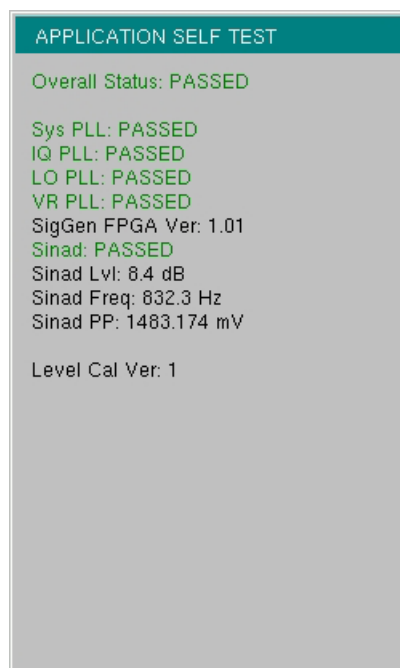 APPLICATION SELF TEST
Overall Status: PASSED
Sys PLL: PASSED
IQ PLL: PASSED
LO PLL: PASSED
VR PLL: PASSED
SigGen FPGA Ver: 1.01
Sinad: PASSED
Sinad Lvl: 8.4 dB
Sinad Freq: 832.3 Hz
Sinad PP: 1483.174 mV
Level Cal Ver: 1